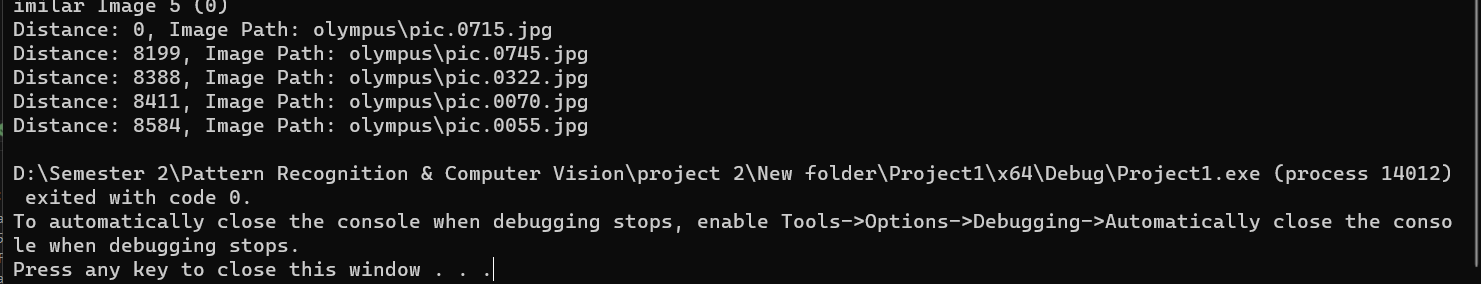 imilar Image 5 (0)
Distance: 0, Image Path: olympus\pic.0715.jpg
Distance: 8199, Image Path: olympus\pic.0745.jpg
Distance: 8388, Image Path: olympus\pic.0322.jpg
Distance: 8411, Image Path: olympus\pic.0070.jpg
Distance: 8584, Image Path: olympus\pic.0055.jpg
D:\Semester 2\Pattern Recognition & Computer Vision\project 2\New folder\Project1\x64\Debug\Project1.exe (process 14012)
 exited with code 0.
To automatically close the console when debugging stops, enable Tools->Options->Debugging->Automatically close the conso
le when debugging stops.
Press any key to close this window . . .